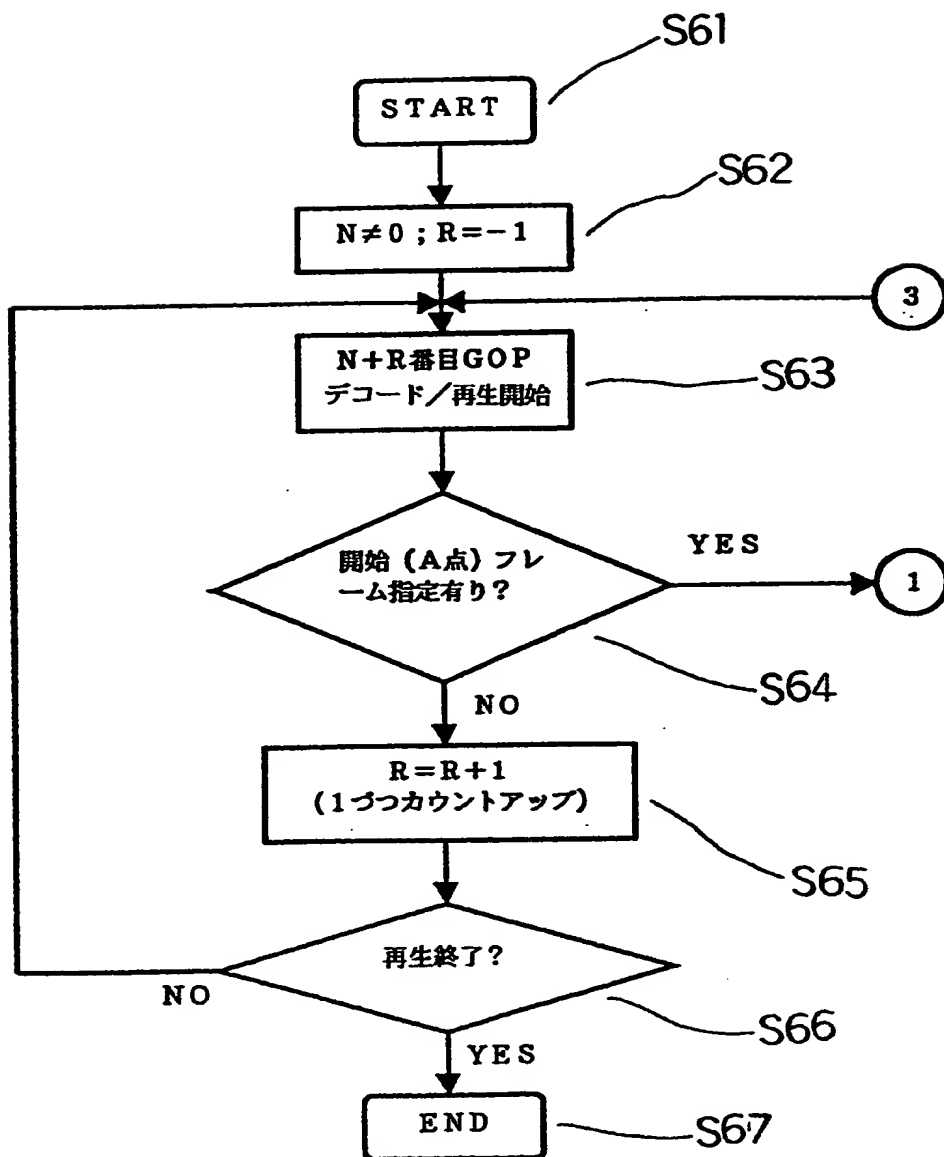 S61
START
S62
N≠0;R=-1
3
N+R番目GOP
デコード/再生開始
S63
開始(A点)フレ
ーム指定有り?
YES
1
S64
NO
R=R+1
(1づつカウントアップ)
S65
再生終了?
NO
S66
YES
END
S67